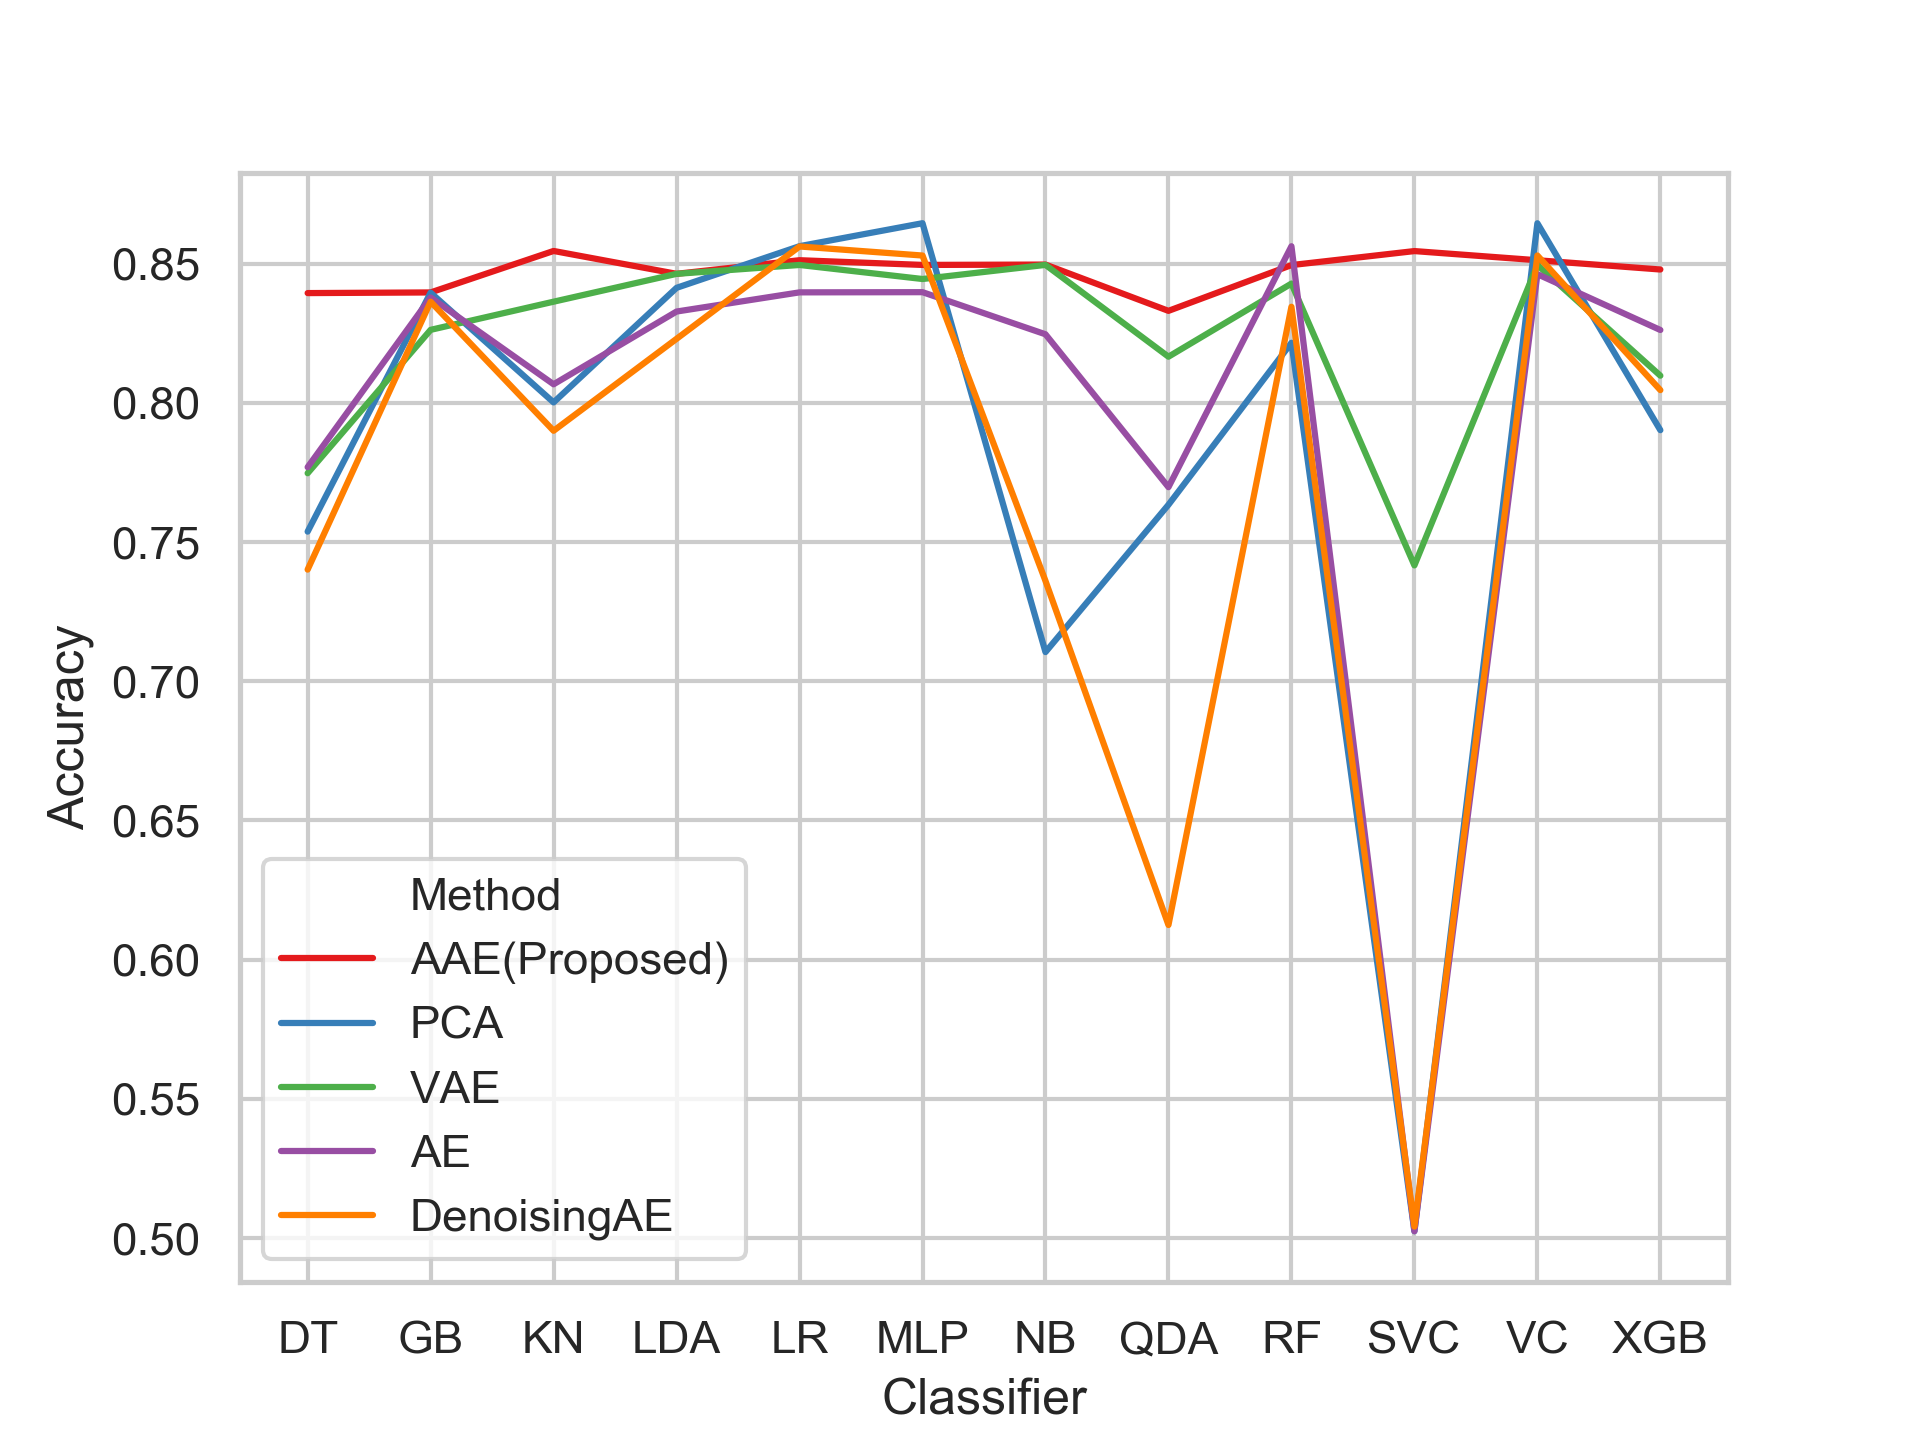 0.85
0.80
0.75
0.70
0.65
0.60
0.55
0.50
Accuracy
Method
AAE(Proposed)
PCA
VAE
AE
DenoisingAE
DT GB KN LDA LR MLP NB QDA RF SVC VC XGB
Classifier